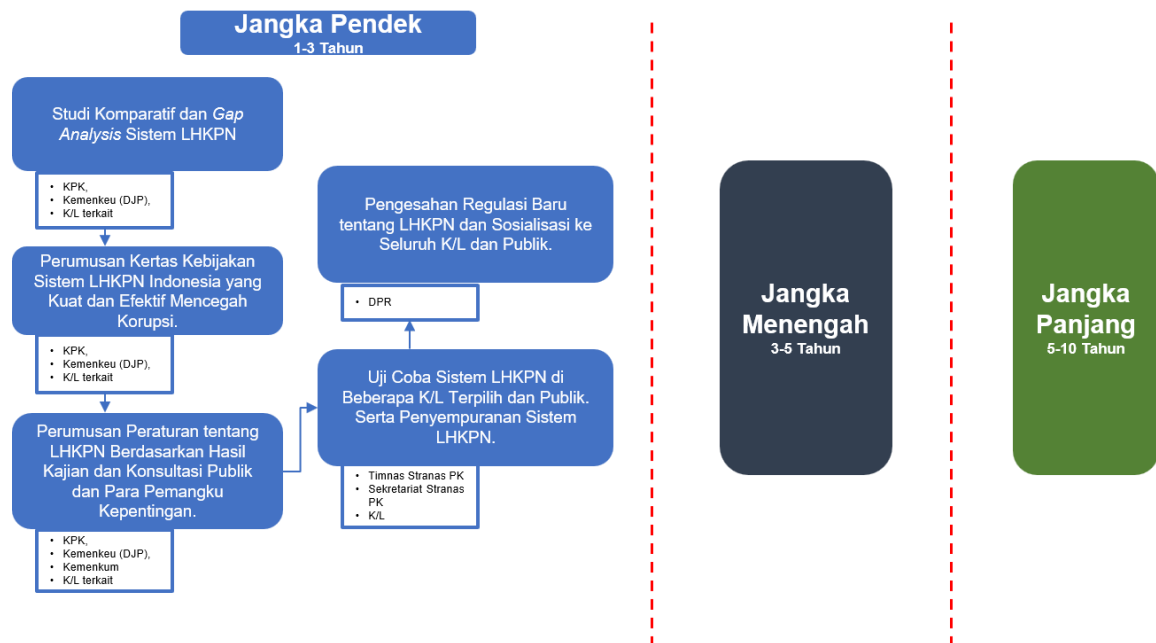 Jangka Pendek
1-3 Tahun
Studi Komparatif dan Gap
Analysis Sistem LHKPN
• KPK,
• Kemenkeu (DJP),
• K/L terkait
Perumusan Kertas Kebijakan
Sistem LHKPN Indonesia yang
Kuat dan Efektif Mencegah
Korupsi.
• KPK,
• Kemenkeu (DJP),
• K/L terkait
Perumusan Peraturan tentang
LHKPN Berdasarkan Hasil
Kajian dan Konsultasi Publik
dan Para Pemangku
Kepentingan.
• KPK,
• Kemenkeu (DJP),
• Kemenkum
• K/L terkait
Uji Coba Sistem LHKPN di
Beberapa K/L Terpilih dan Publik.
Serta Penyempuranan Sistem
LHKPN.
• Timnas Stranas PK
• Sekretariat Stranas
PK
• K/L
Pengesahan Regulasi Baru
tentang LHKPN dan Sosialisasi ke
Seluruh K/L dan Publik.
• DPR
Jangka
Menengah
3-5 Tahun
Jangka
Panjang
5-10 Tahun